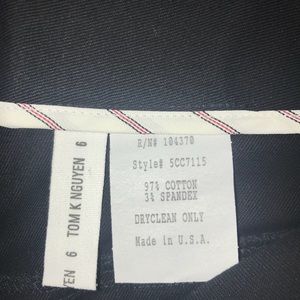 TOM K NGUYEN 6
YEN 6
R/N# 104370
Style# 5CC7115
97% COTTON
3% SPANDEX
DRYCLEAN ONLY
Made in U.S.A.